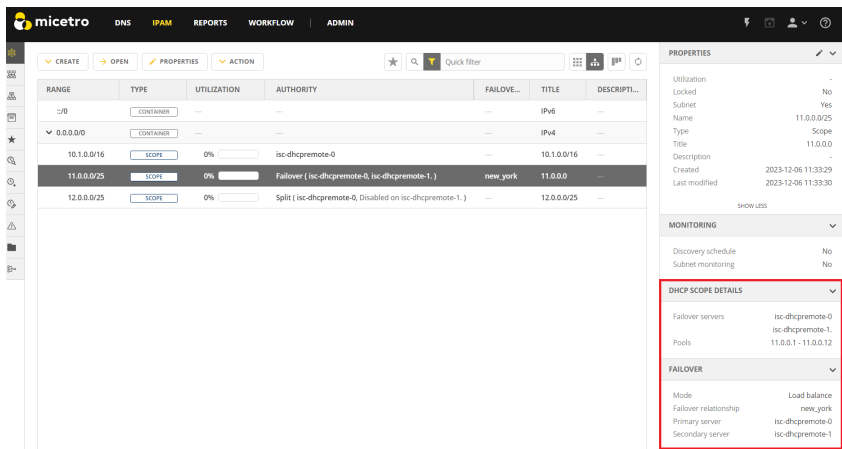 micetro DNS IPAM REPORTS WORKFLOW | ADMIN
CREATE OPEN PROPERTIES ACTION Quick filter
RANGE TYPE UTILIZATION AUTHORITY FAILOVE... TITLE DESCRIPTI...
::/0 CONTAINER — — — IPv6 —
0.0.0.0/0 CONTAINER — — — IPv4 —
10.1.0.0/16 SCOPE 0% isc-dhcpremote-0 — 10.1.0.0/16 —
11.0.0.0/25 SCOPE 0% Failover ( isc-dhcpremote-0, isc-dhcpremote-1. ) new_york 11.0.0.0 —
12.0.0.0/25 SCOPE 0% Split ( isc-dhcpremote-0, Disabled on isc-dhcpremote-1. ) — 12.0.0.0/25 —
PROPERTIES
Utilization -
Locked No
Subnet Yes
Name 11.0.0.0/25
Type Scope
Title 11.0.0.0
Description -
Created 2023-12-06 11:33:29
Last modified 2023-12-06 11:33:30
SHOW LESS
MONITORING
Discovery schedule No
Subnet monitoring No
DHCP SCOPE DETAILS
Failover servers isc-dhcpremote-0
isc-dhcpremote-1.
Pools 11.0.0.1 - 11.0.0.12
FAILOVER
Mode Load balance
Failover relationship new_york
Primary server isc-dhcpremote-0
Secondary server isc-dhcpremote-1